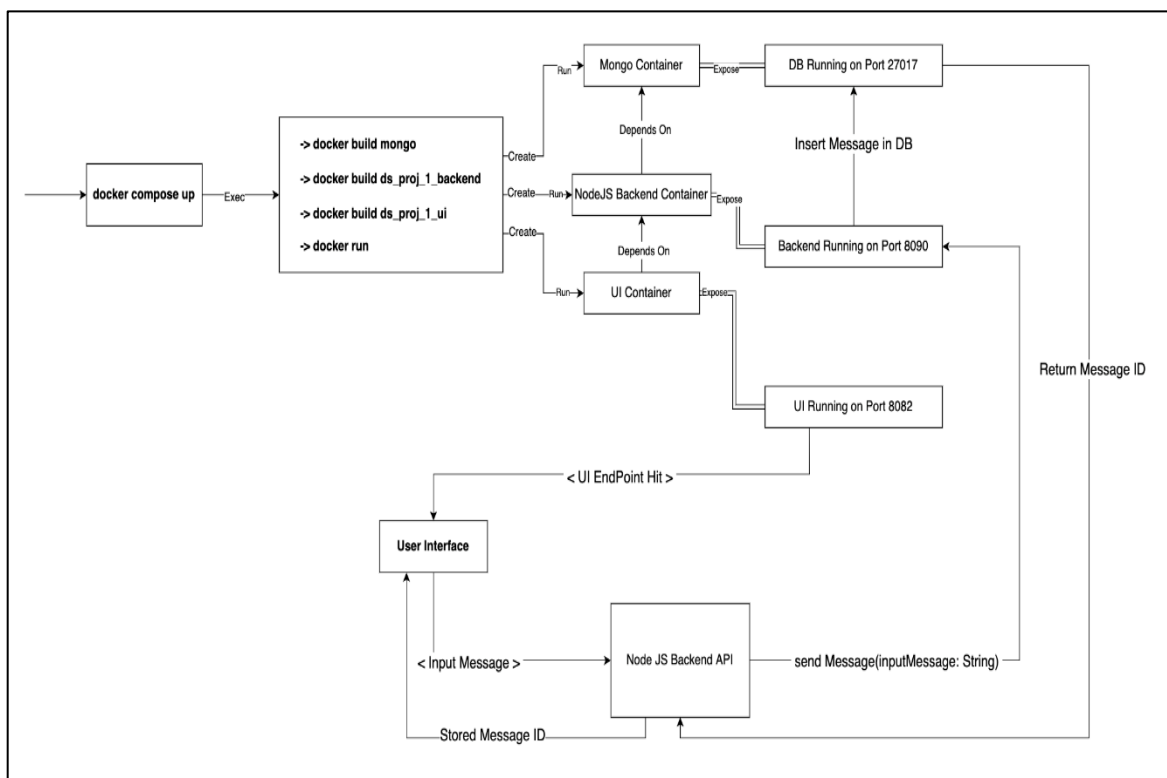 Mongo Container
Expose
DB Running on Port 27017
Run
Depends On
Insert Message in DB
-> docker build mongo
-> docker build ds_proj_1_backend
-> docker build ds_proj_1_ui
-> docker run
Create
docker compose up
Exec
Create
Run
NodeJS Backend Container
Expose
Create
Depends On
Backend Running on Port 8090
Run
UI Container
Expose
Return Message ID
UI Running on Port 8082
< UI EndPoint Hit >
User Interface
< Input Message >
Node JS Backend API
send Message(inputMessage: String)
Stored Message ID